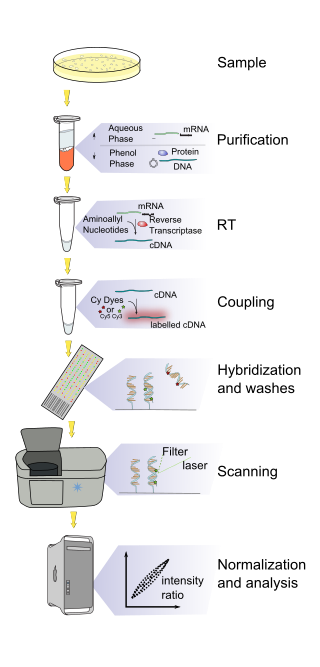 Sample
Aqueous
Phase
mRNA
Phenol
Phase
Protein
DNA
Purification
mRNA
Aminoallyl
Nucleotides
Reverse
Transcriptase
cDNA
RT
cDNA
Cy Dyes
or
Cy5 Cy3
labelled cDNA
Coupling
Hybridization
and washes
Filter
laser
Scanning
intensity
ratio
Normalization
and analysis